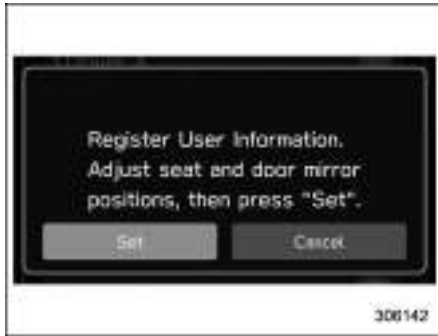 Register User Information.
Adjust seat and door mirror
positions, then press "Set".
Set
Cancel
306142